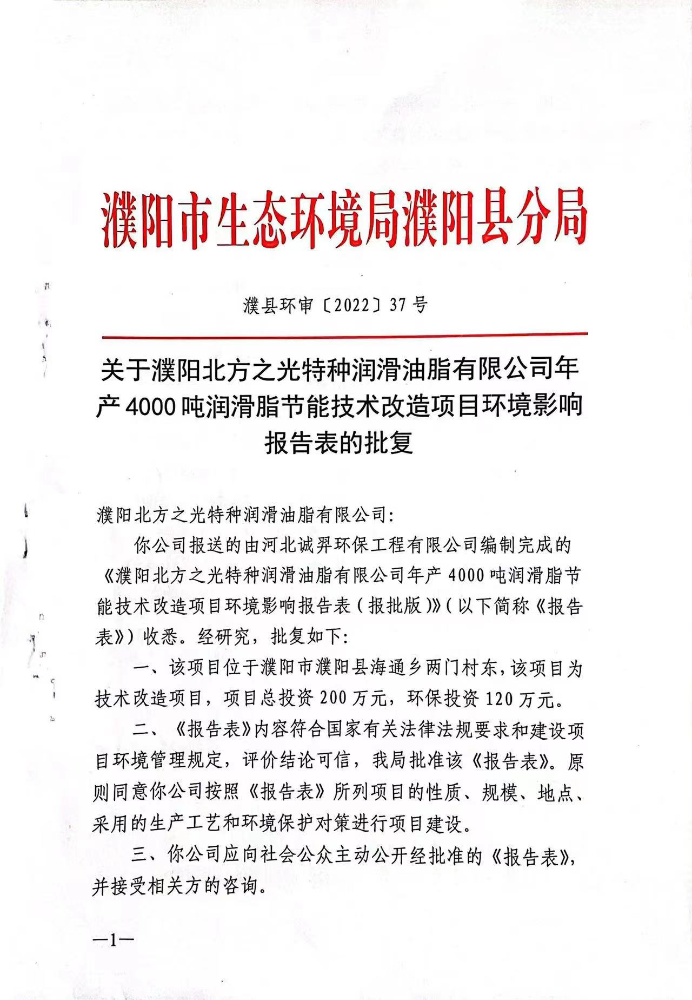 濮阳市生态环境局濮阳县分局
濮县环审〔2022〕37号
关于濮阳北方之光特种润滑油脂有限公司年
产4000吨润滑脂节能技术改造项目环境影响
报告表的批复
濮阳北方之光特种润滑油脂有限公司：
你公司报送的由河北诚羿环保工程有限公司编制完成的
《濮阳北方之光特种润滑油脂有限公司年产4000吨润滑脂节
能技术改造项目环境影响报告表（报批版）》（以下简称《报告
表》）收悉。经研究，批复如下：
一、该项目位于濮阳市濮阳县海通乡两门村东，该项目为
技术改造项目，项目总投资200万元，环保投资120万元。
二、《报告表》内容符合国家有关法律法规要求和建设项
目环境管理规定，评价结论可信，我局批准该《报告表》。原
则同意你公司按照《报告表》所列项目的性质、规模、地点、
采用的生产工艺和环境保护对策进行项目建设。
三、你公司应向社会公众主动公开经批准的《报告表》，
并接受相关方的咨询。
—1—